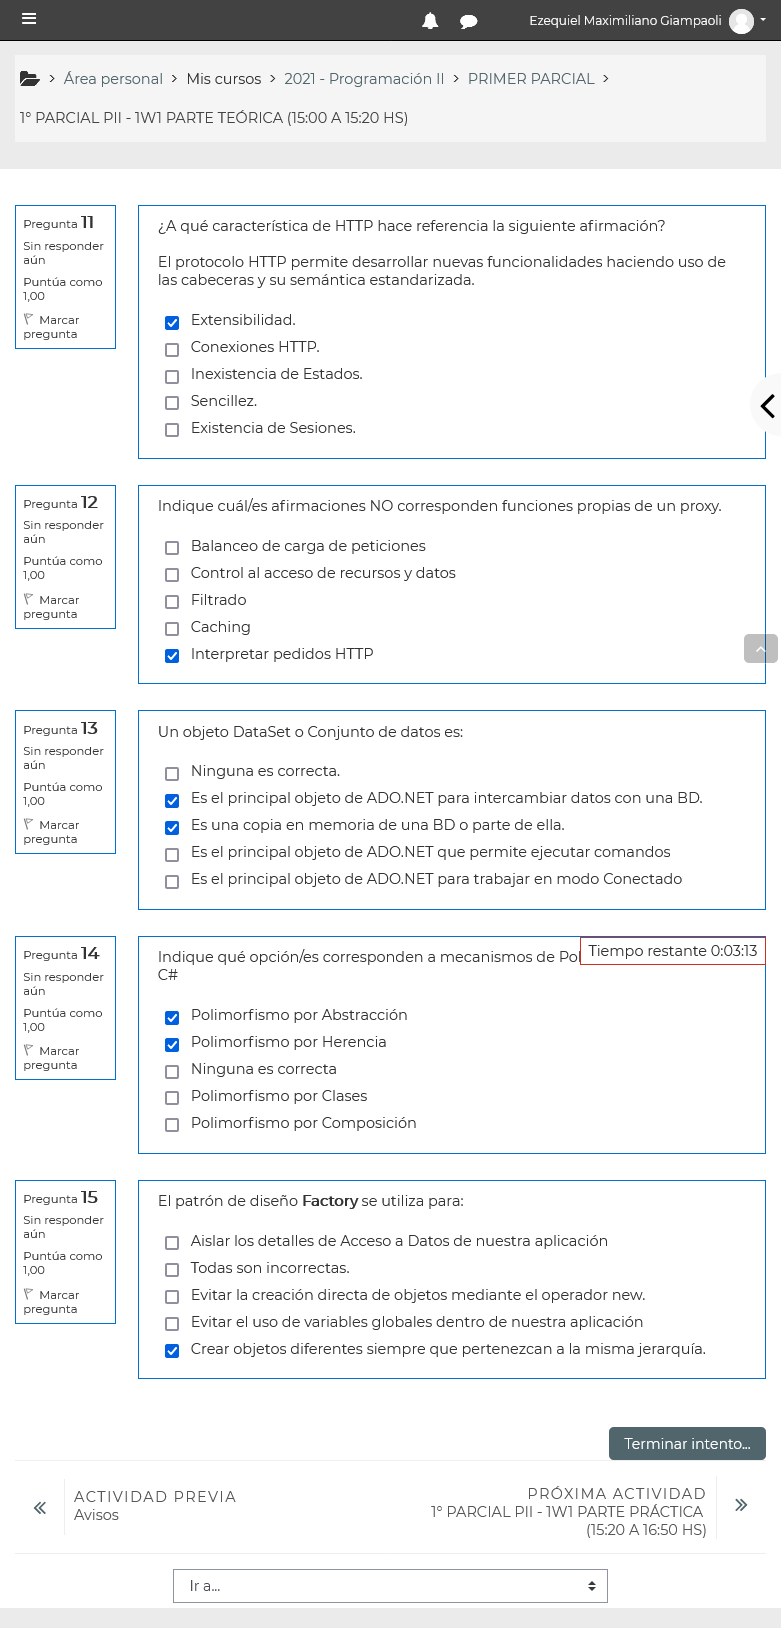 Ezequiel Maximiliano Giampaoli
Área personal > Mis cursos > 2021 - Programación II > PRIMER PARCIAL >
1º PARCIAL PII - 1W1 PARTE TEÓRICA (15:00 A 15:20 HS)
Pregunta 11
Sin responder
aún
Puntúa como
1,00
Marcar
pregunta
¿A qué característica de HTTP hace referencia la siguiente afirmación?
El protocolo HTTP permite desarrollar nuevas funcionalidades haciendo uso de
las cabeceras y su semántica estandarizada.
Extensibilidad.
Conexiones HTTP.
Inexistencia de Estados.
Sencillez.
Existencia de Sesiones.
Pregunta 12
Sin responder
aún
Puntúa como
1,00
Marcar
pregunta
Indique cuál/es afirmaciones NO corresponden funciones propias de un proxy.
Balanceo de carga de peticiones
Control al acceso de recursos y datos
Filtrado
Caching
Interpretar pedidos HTTP
Pregunta 13
Sin responder
aún
Puntúa como
1,00
Marcar
pregunta
Un objeto DataSet o Conjunto de datos es:
Ninguna es correcta.
Es el principal objeto de ADO.NET para intercambiar datos con una BD.
Es una copia en memoria de una BD o parte de ella.
Es el principal objeto de ADO.NET que permite ejecutar comandos
Es el principal objeto de ADO.NET para trabajar en modo Conectado
Pregunta 14
Sin responder
aún
Puntúa como
1,00
Marcar
pregunta
Indique qué opción/es corresponden a mecanismos de Pol
C#
Tiempo restante 0:03:13
Polimorfismo por Abstracción
Polimorfismo por Herencia
Ninguna es correcta
Polimorfismo por Clases
Polimorfismo por Composición
Pregunta 15
Sin responder
aún
Puntúa como
1,00
Marcar
pregunta
El patrón de diseño Factory se utiliza para:
Aislar los detalles de Acceso a Datos de nuestra aplicación
Todas son incorrectas.
Evitar la creación directa de objetos mediante el operador new.
Evitar el uso de variables globales dentro de nuestra aplicación
Crear objetos diferentes siempre que pertenezcan a la misma jerarquía.
Terminar intento...
ACTIVIDAD PREVIA
Avisos
PRÓXIMA ACTIVIDAD
1º PARCIAL PII - 1W1 PARTE PRÁCTICA
(15:20 A 16:50 HS)
Ir a...